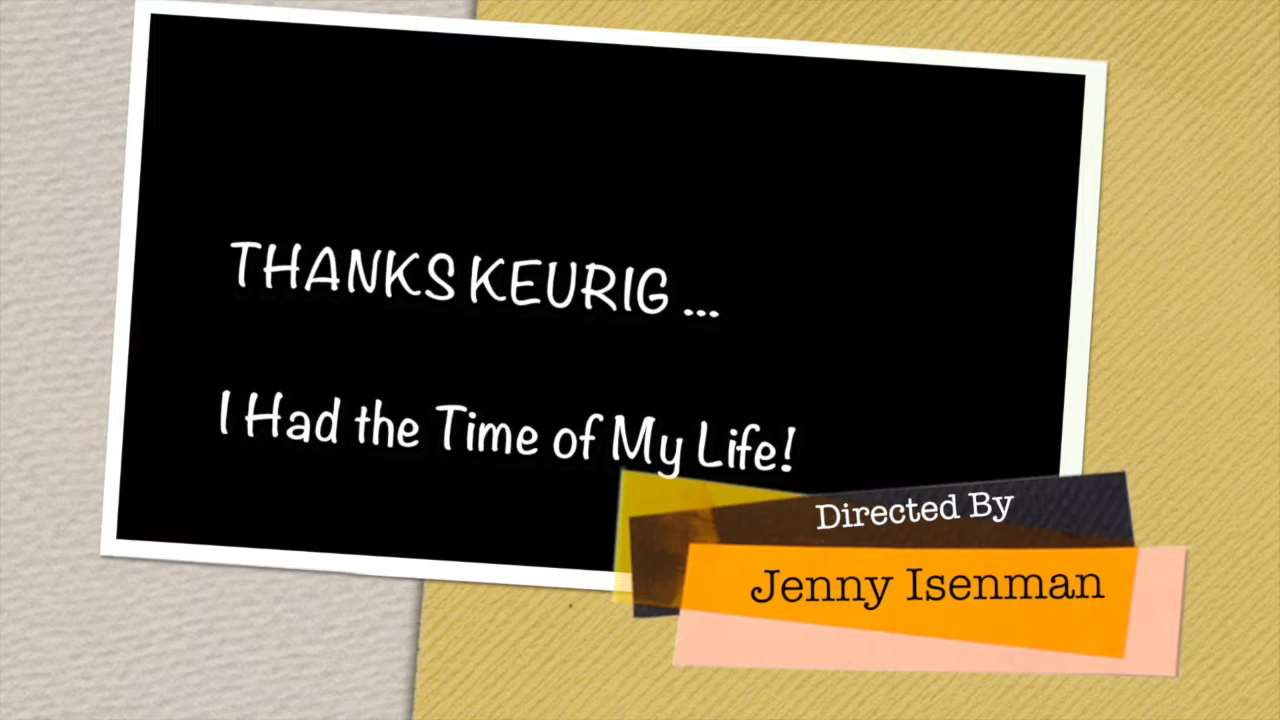 THANKS KEURIG ...
I Had the Time of My Life!
Directed By
Jenny Isenman